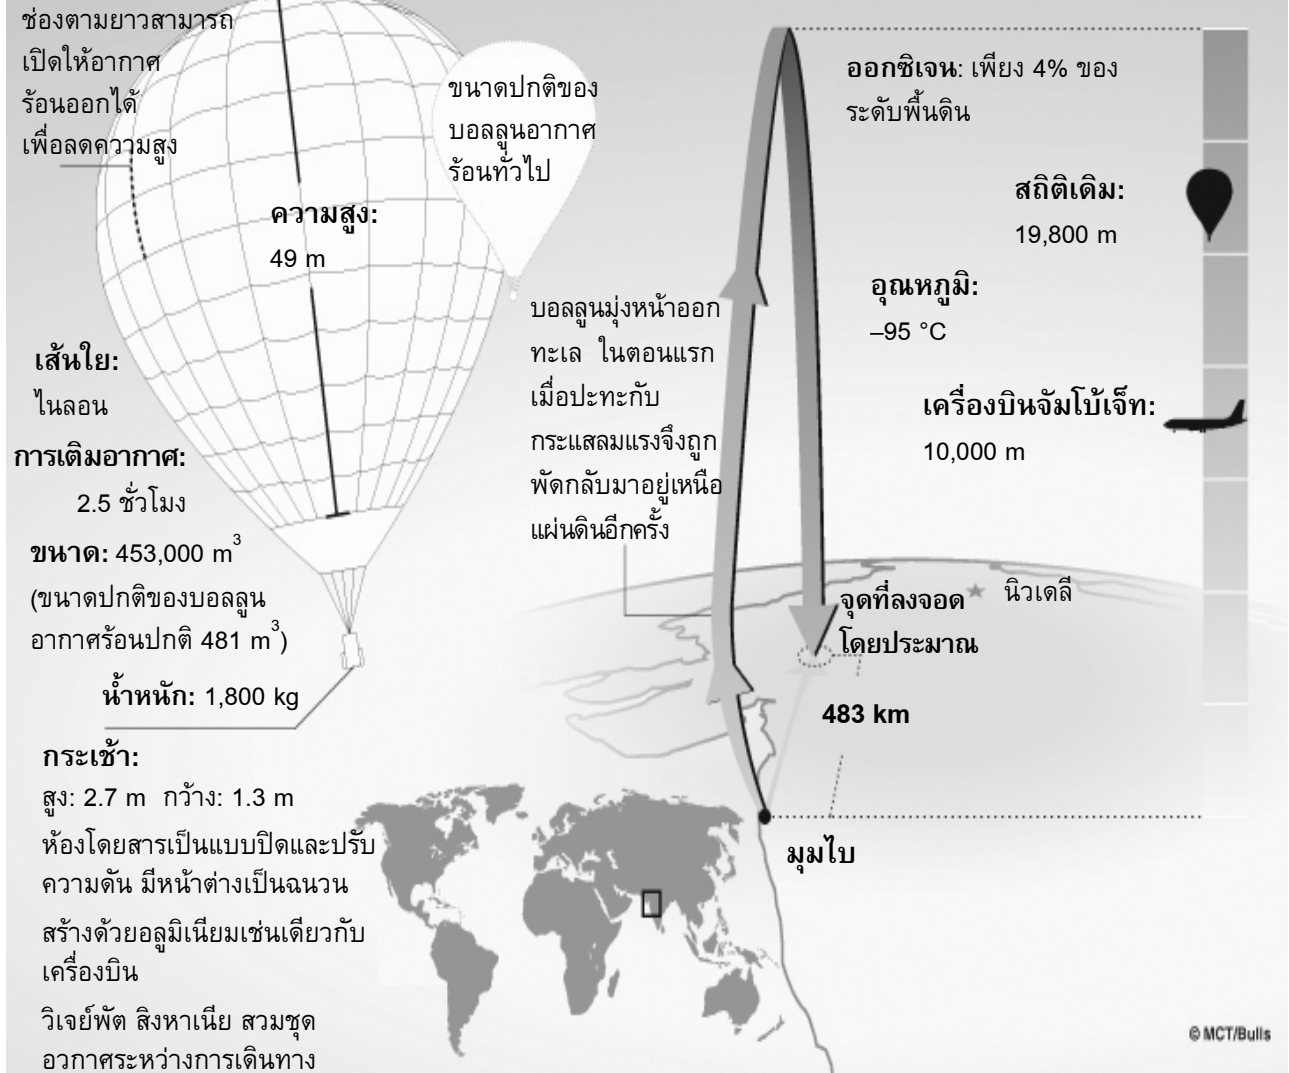 ช่องตามยาวสามารถ
เปิดให้อากาศ
ร้อนออกได้
เพื่อลดความสูง
ขนาดปกติของ
บอลลูนอากาศ
ร้อนทั่วไป
ความสูง:
49 m
เส้นใย:
ไนลอน
การเติมอากาศ:
2.5 ชั่วโมง
ขนาด: 453,000 m³
(ขนาดปกติของบอลลูน
อากาศร้อนปกติ 481 m³)
น้ำหนัก: 1,800 kg
กระเช้า:
สูง: 2.7 m กว้าง: 1.3 m
ห้องโดยสารเป็นแบบปิดและปรับ
ความดัน มีหน้าต่างเป็นฉนวน
สร้างด้วยอลูมิเนียมเช่นเดียวกับ
เครื่องบิน
วิเจย์พัต สิงหาเนีย สวมชุด
อวกาศระหว่างการเดินทาง
บอลลูนมุ่งหน้าออก
ทะเล ในตอนแรก
เมื่อปะทะกับ
กระแสลมแรงจึงถูก
พัดกลับมาอยู่เหนือ
แผ่นดินอีกครั้ง
ออกซิเจน: เพียง 4% ของ
ระดับพื้นดิน
สถิติเดิม:
19,800 m
อุณหภูมิ:
–95 °C
เครื่องบินจัมโบ้เจ็ท:
10,000 m
นิวเดลี
จุดที่ลงจอด
โดยประมาณ
483 km
มุมไบ
© MCT/Bulls